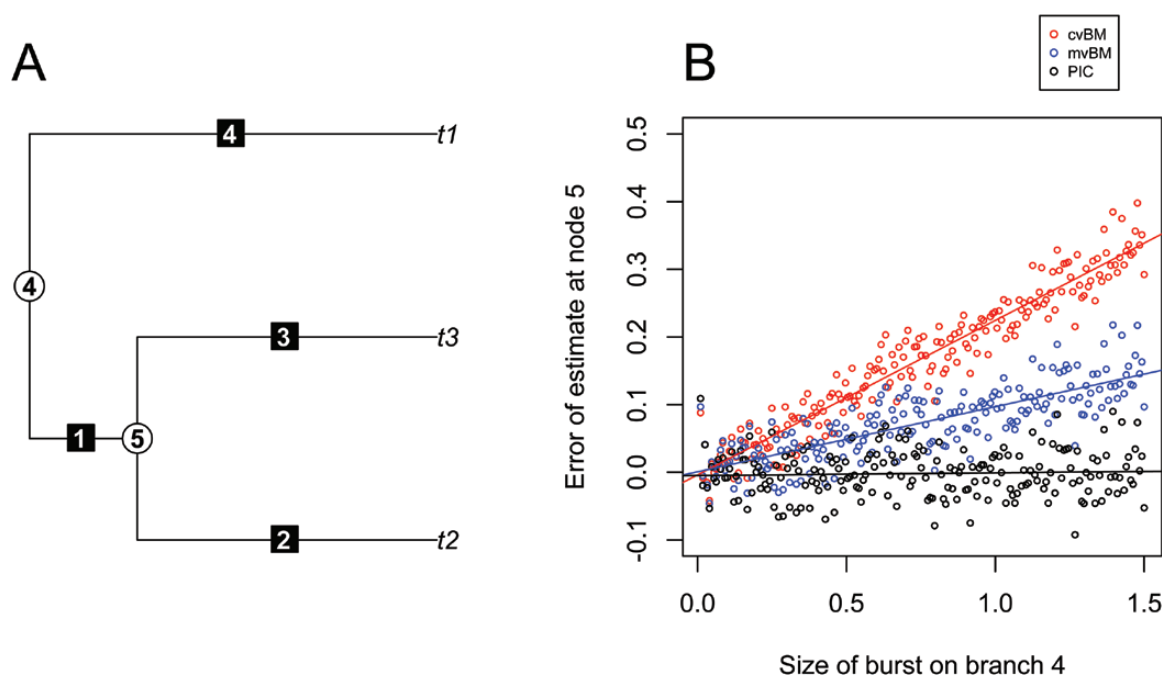 A
4
t1
4
3
t3
1
5
2
t2
B
cvBM
mvBM
PIC
Error of estimate at node 5
0.5
0.4
0.3
0.2
0.1
0.0
-0.1
0.0 0.5 1.0 1.5
Size of burst on branch 4